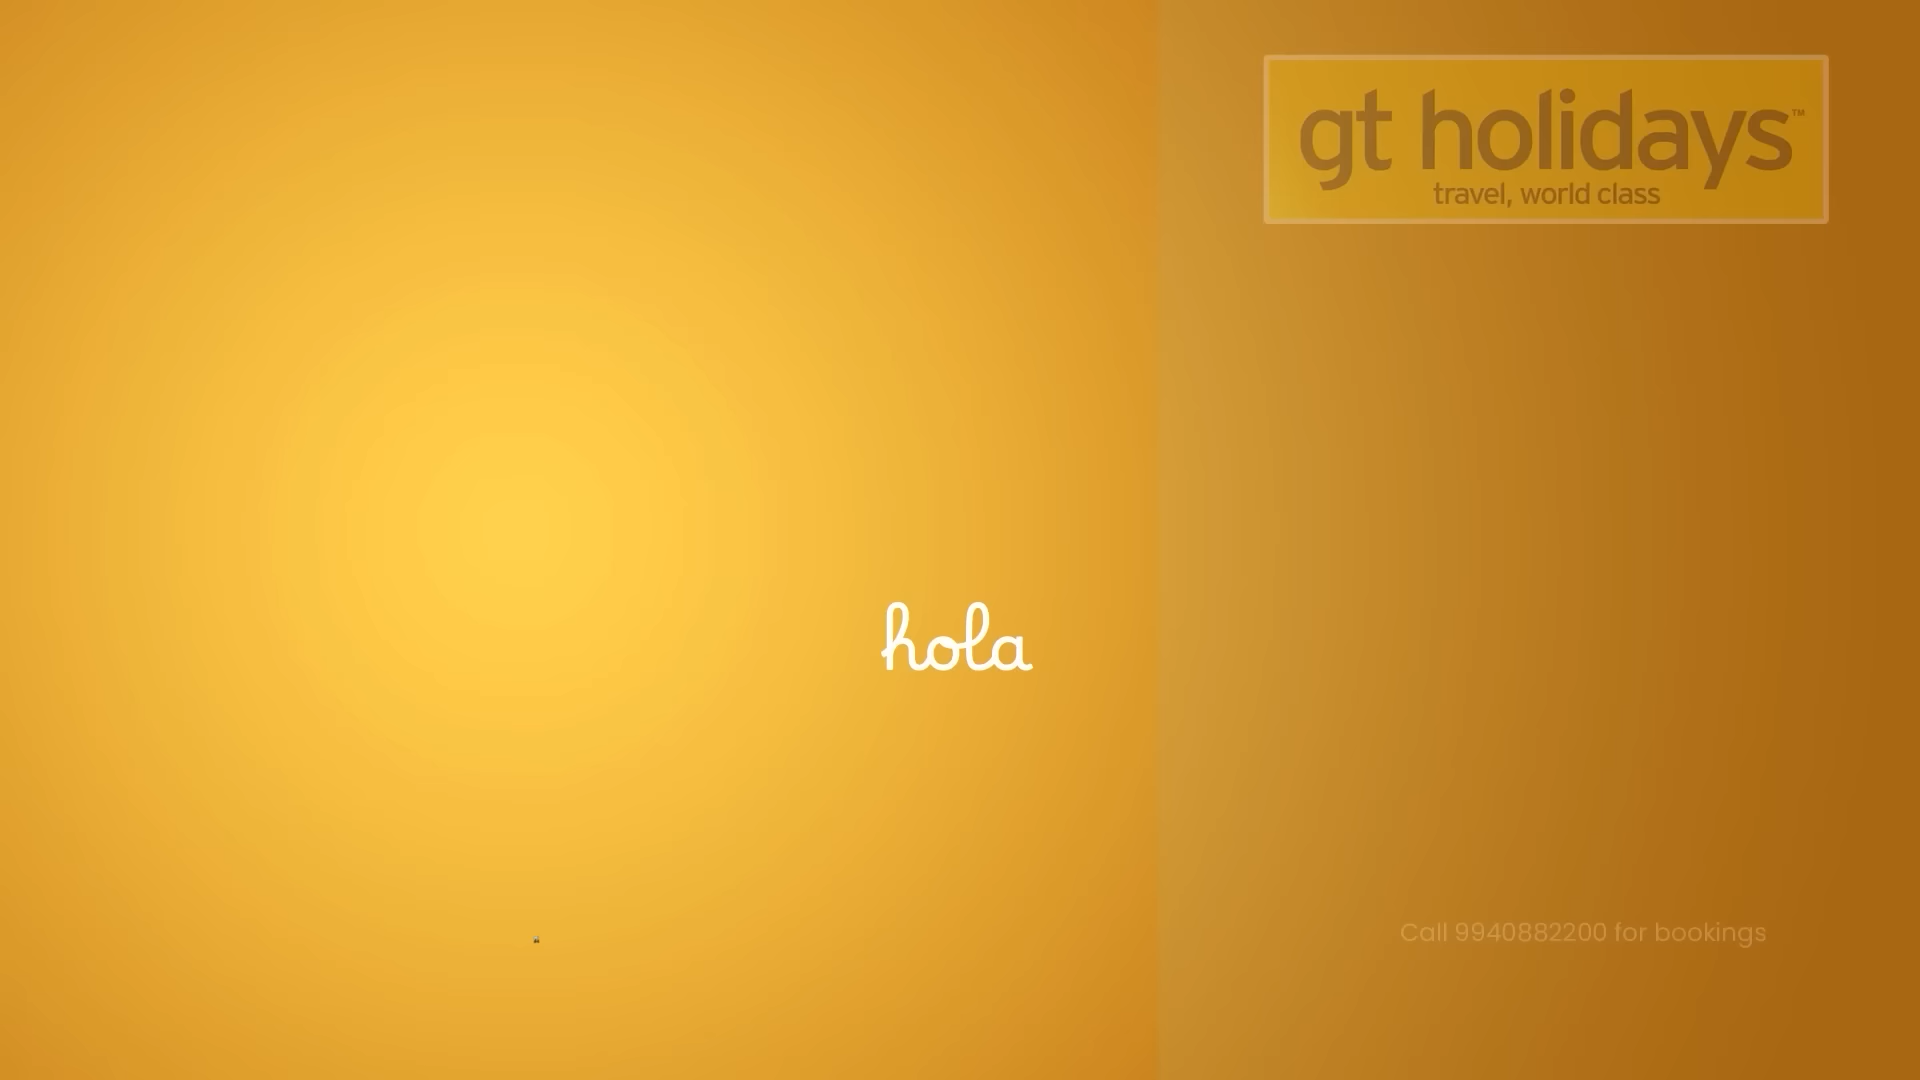 gt holidays™
travel, world class
hola
Call 9940882200 for bookings